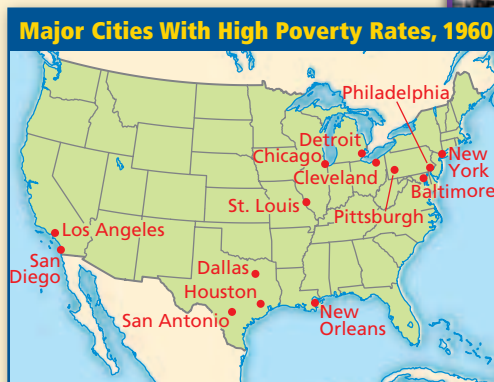 Major Cities With High Poverty Rates, 1960
Philadelphia
Detroit
Chicago
Cleveland
New
York
Baltimore
St. Louis
Pittsburgh
Los Angeles
San
Diego
Dallas
Houston
San Antonio
New
Orleans